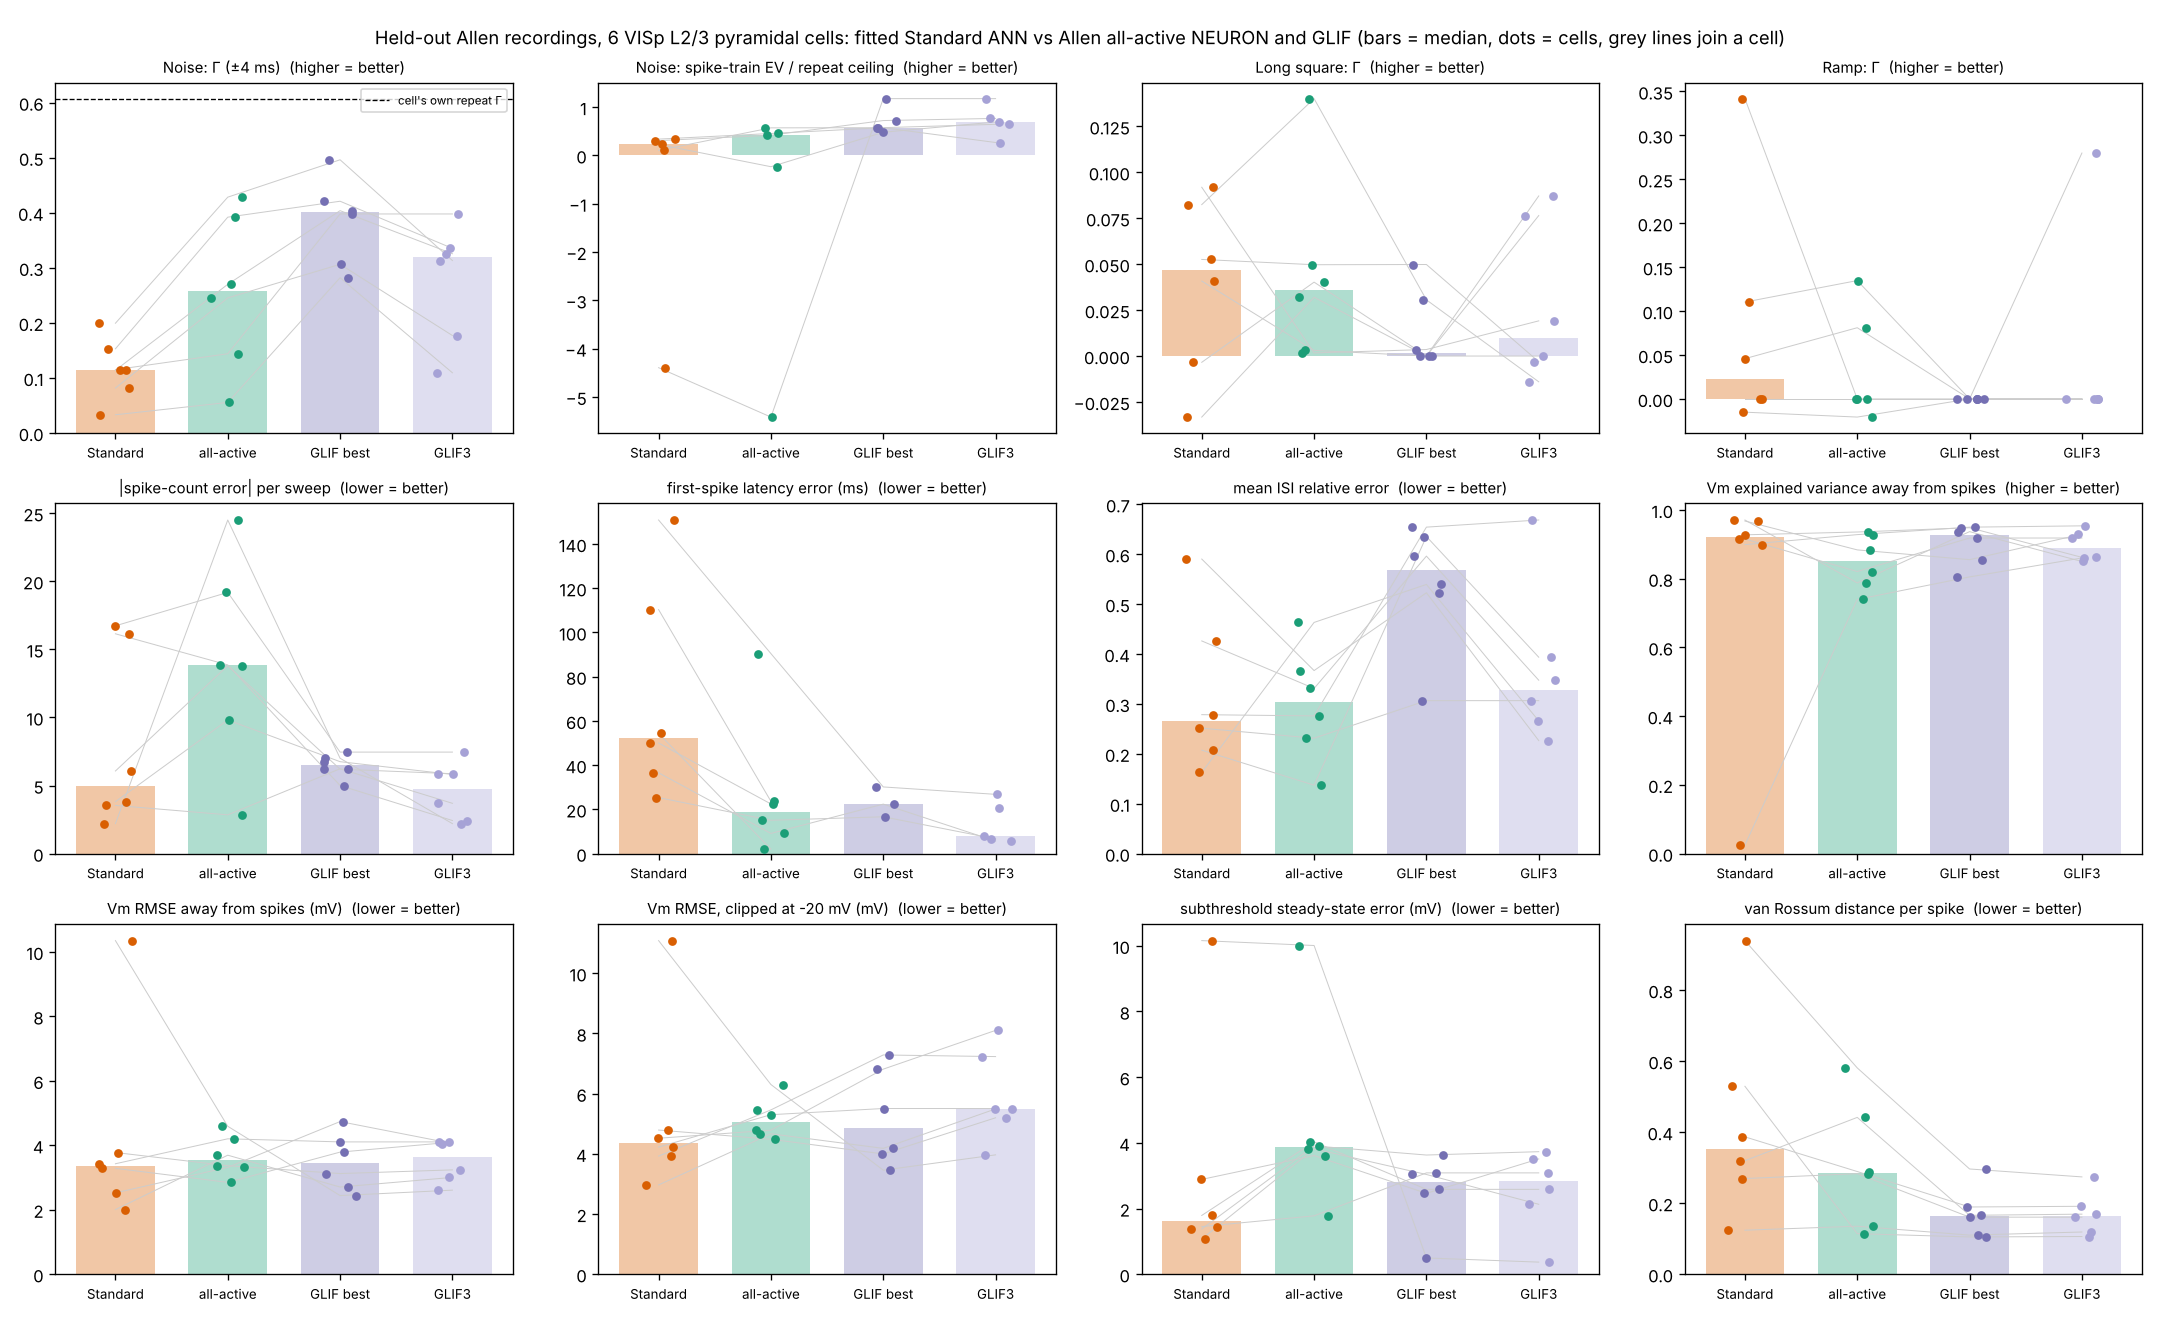 Held-out Allen recordings, 6 VISp L2/3 pyramidal cells: fitted Standard ANN vs Allen all-active NEURON and GLIF (bars = median, dots = cells, grey lines join a cell)
Noise: Γ (±4 ms)  (higher = better)
cell's own repeat Γ
0.6
0.5
0.4
0.3
0.2
0.1
0.0
Standard
all-active
GLIF best
GLIF3
Noise: spike-train EV / repeat ceiling  (higher = better)
1
0
−1
−2
−3
−4
−5
Standard
all-active
GLIF best
GLIF3
Long square: Γ  (higher = better)
0.125
0.100
0.075
0.050
0.025
0.000
−0.025
Standard
all-active
GLIF best
GLIF3
Ramp: Γ  (higher = better)
0.35
0.30
0.25
0.20
0.15
0.10
0.05
0.00
Standard
all-active
GLIF best
GLIF3
|spike-count error| per sweep  (lower = better)
25
20
15
10
5
0
Standard
all-active
GLIF best
GLIF3
first-spike latency error (ms)  (lower = better)
140
120
100
80
60
40
20
0
Standard
all-active
GLIF best
GLIF3
mean ISI relative error  (lower = better)
0.7
0.6
0.5
0.4
0.3
0.2
0.1
0.0
Standard
all-active
GLIF best
GLIF3
Vm explained variance away from spikes  (higher = better)
1.0
0.8
0.6
0.4
0.2
0.0
Standard
all-active
GLIF best
GLIF3
Vm RMSE away from spikes (mV)  (lower = better)
10
8
6
4
2
0
Standard
all-active
GLIF best
GLIF3
Vm RMSE, clipped at -20 mV (mV)  (lower = better)
10
8
6
4
2
0
Standard
all-active
GLIF best
GLIF3
subthreshold steady-state error (mV)  (lower = better)
10
8
6
4
2
0
Standard
all-active
GLIF best
GLIF3
van Rossum distance per spike  (lower = better)
0.8
0.6
0.4
0.2
0.0
Standard
all-active
GLIF best
GLIF3